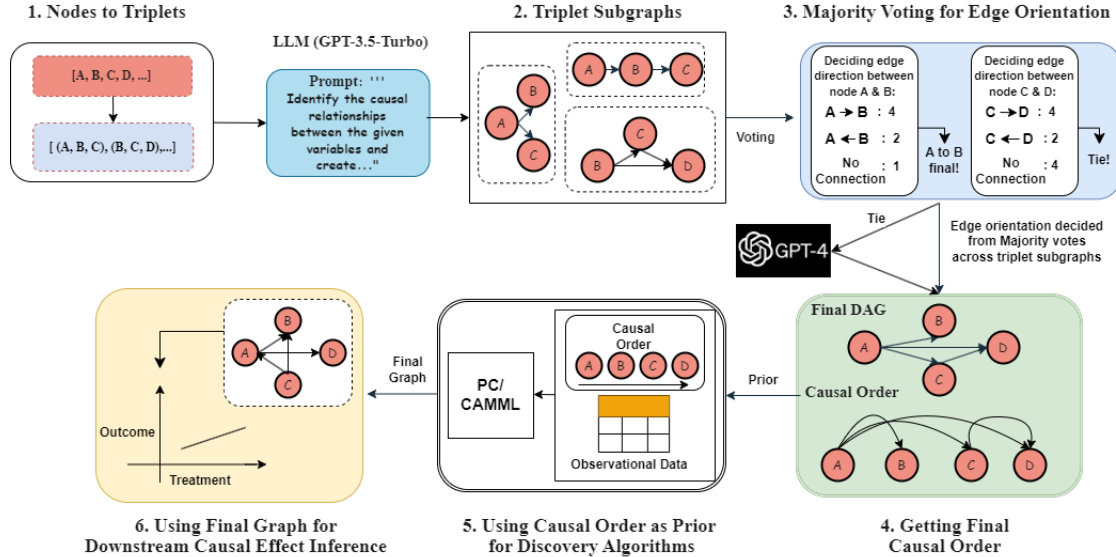 1. Nodes to Triplets
[A, B, C, D, ...]
[ (A, B, C), (B, C, D),...]
LLM (GPT-3.5-Turbo)
Prompt: '''
Identify the causal
relationships
between the given
variables and
create..."
2. Triplet Subgraphs
A
B
C
A
B
C
B
C
D
Voting
3. Majority Voting for Edge Orientation
Deciding edge
direction between
node A & B:
A → B : 4
A ← B : 2
No
Connection : 1
A to B
final!
Deciding edge
direction between
node C & D:
C → D : 4
C ← D : 2
No
Connection : 4
Tie!
Tie
GPT-4
Edge orientation decided
from Majority votes
across triplet subgraphs
Final DAG
A
B
C
D
Causal Order
A
B
C
D
4. Getting Final
Causal Order
Prior
Causal
Order
A
B
C
D
Observational Data
PC/
CAMML
5. Using Causal Order as Prior
for Discovery Algorithms
Final
Graph
B
A
D
C
Outcome
Treatment
6. Using Final Graph for
Downstream Causal Effect Inference